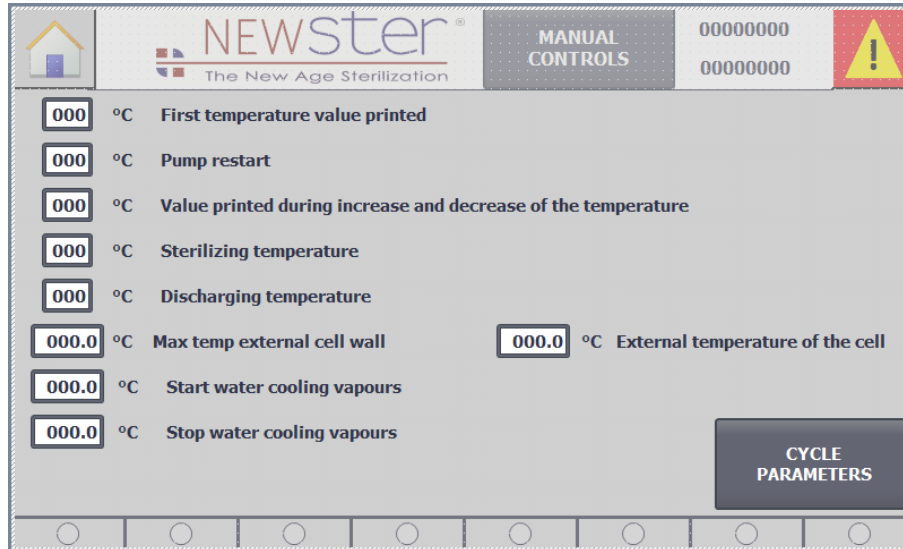 NEWSter®
The New Age Sterilization
MANUAL
CONTROLS
00000000
00000000
!
000 °C First temperature value printed
000 °C Pump restart
000 °C Value printed during increase and decrease of the temperature
000 °C Sterilizing temperature
000 °C Discharging temperature
000.0 °C Max temp external cell wall 000.0 °C External temperature of the cell
000.0 °C Start water cooling vapours
000.0 °C Stop water cooling vapours
CYCLE
PARAMETERS